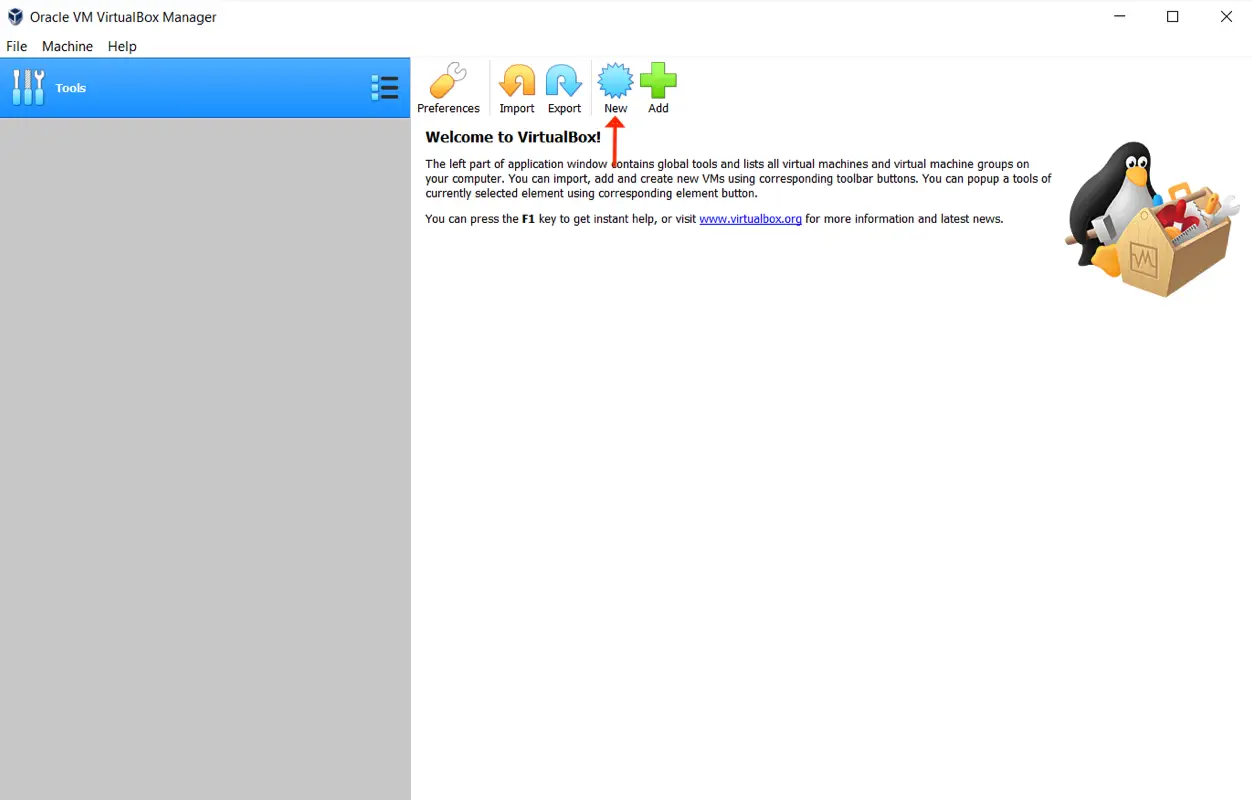 Oracle VM VirtualBox Manager
File Machine Help
Tools
Preferences Import Export New Add
Welcome to VirtualBox!
The left part of application window contains global tools and lists all virtual machines and virtual machine groups on
your computer. You can import, add and create new VMs using corresponding toolbar buttons. You can popup a tools of
currently selected element using corresponding element button.
You can press the F1 key to get instant help, or visit www.virtualbox.org for more information and latest news.